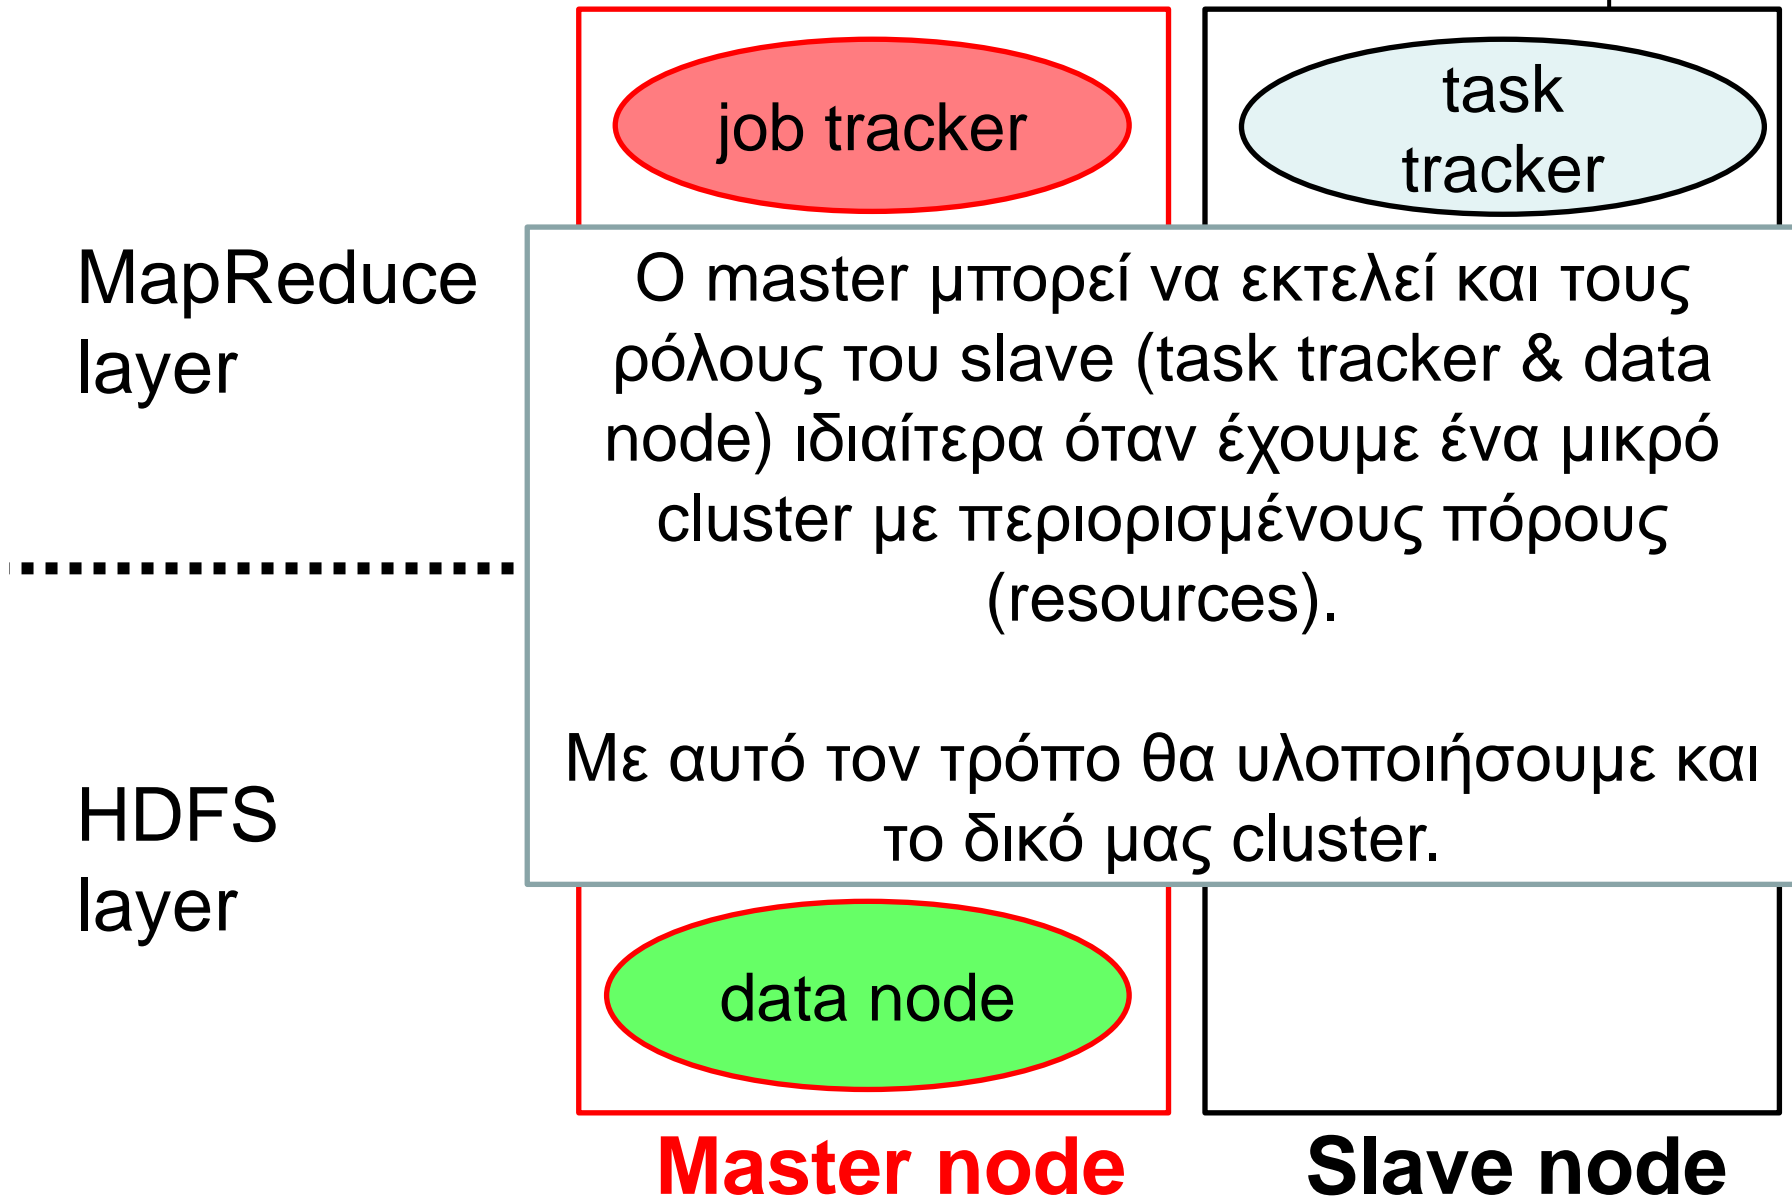 job tracker
task
tracker
MapReduce
layer
Ο master μπορεί να εκτελεί και τους
ρόλους του slave (task tracker & data
node) ιδιαίτερα όταν έχουμε ένα μικρό
cluster με περιορισμένους πόρους
(resources).
Με αυτό τον τρόπο θα υλοποιήσουμε και
το δικό μας cluster.
HDFS
layer
data node
Master node
Slave node